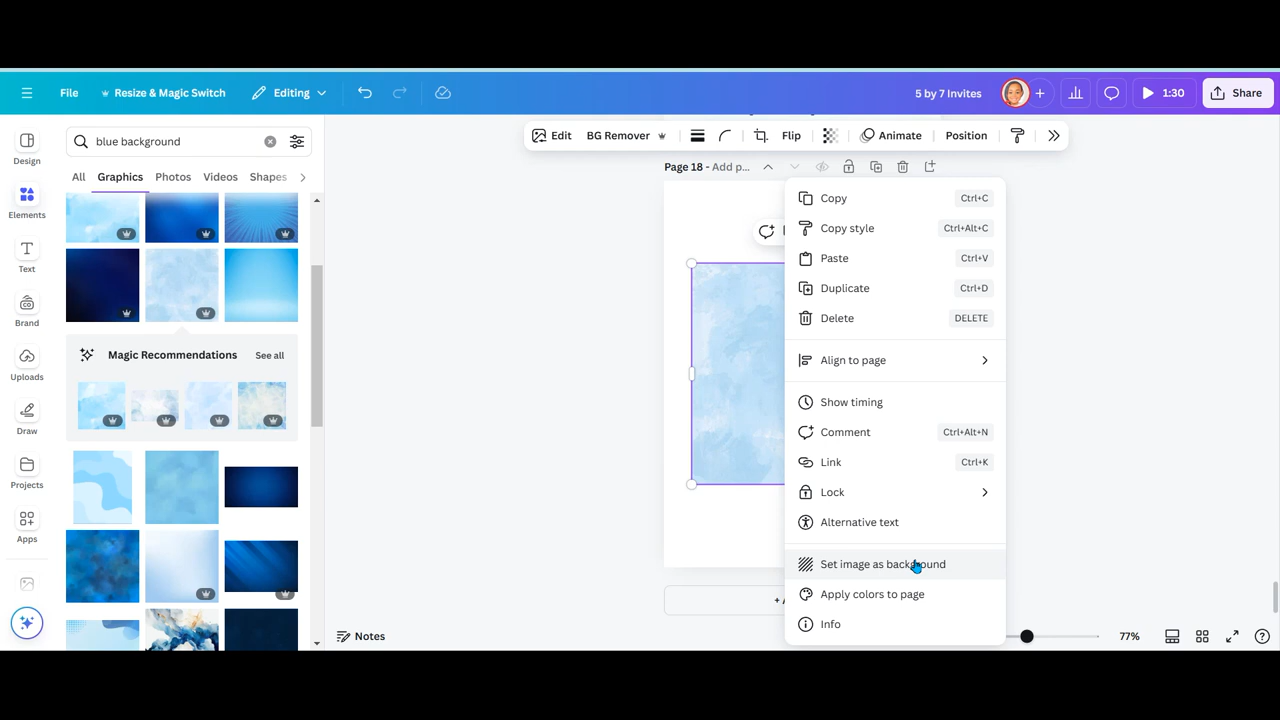 File
Resize & Magic Switch
Editing
5 by 7 Invites
1:30
Share
blue background
Edit
BG Remover
Flip
Animate
Position
Design
All
Graphics
Photos
Videos
Shapes
Page 18 - Add p...
Elements
Text
Brand
Uploads
Draw
Projects
Apps
Magic Recommendations
See all
Copy
Ctrl+C
Copy style
Ctrl+Alt+C
Paste
Ctrl+V
Duplicate
Ctrl+D
Delete
DELETE
Align to page
Show timing
Comment
Ctrl+Alt+N
Link
Ctrl+K
Lock
Alternative text
Set image as background
Apply colors to page
Info
Notes
77%